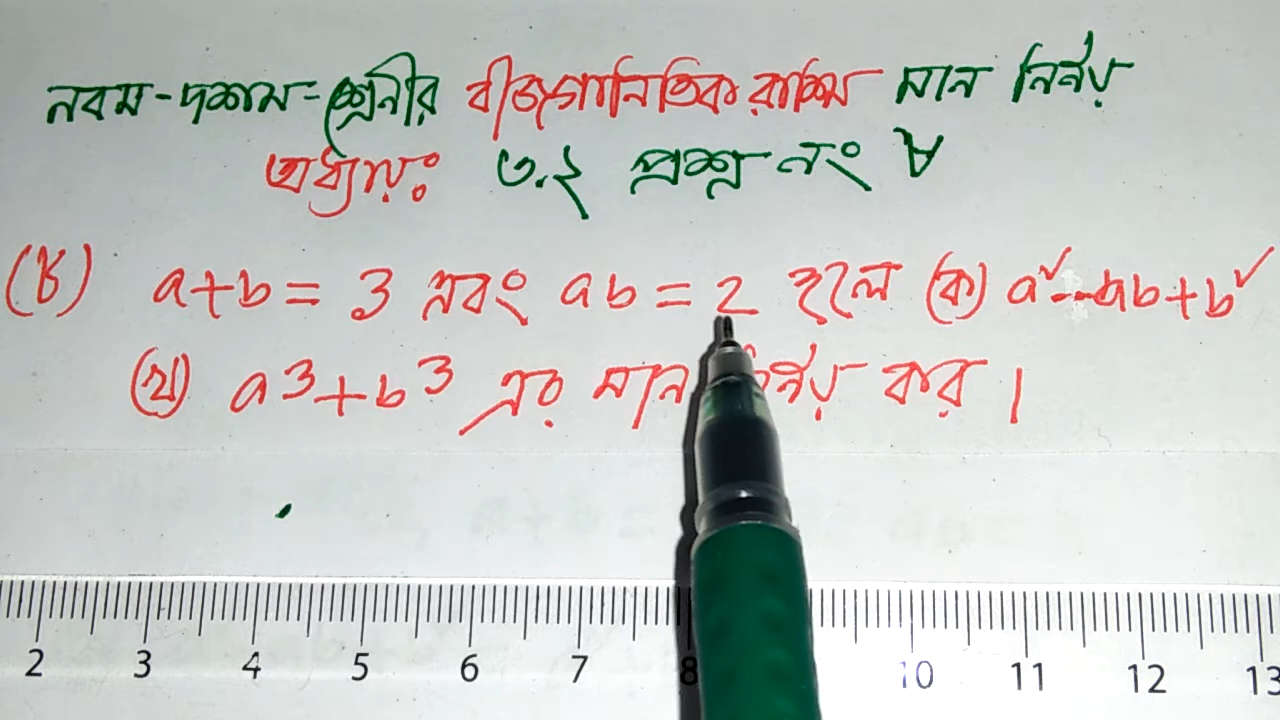 নবম-দশম-শ্রেনীর বীজগানিতিক রাশিম মান নির্নয়
অধ্যায়ঃ ৩.২ প্রশ্ন নং ৮
(৮) a+b = 3 এবং ab = 2 হলে (ক) a² - ab + b²
(খ) a³+b³ এর মান নির্নয় কর।
2 3 4 5 6 7 8 10 11 12 13